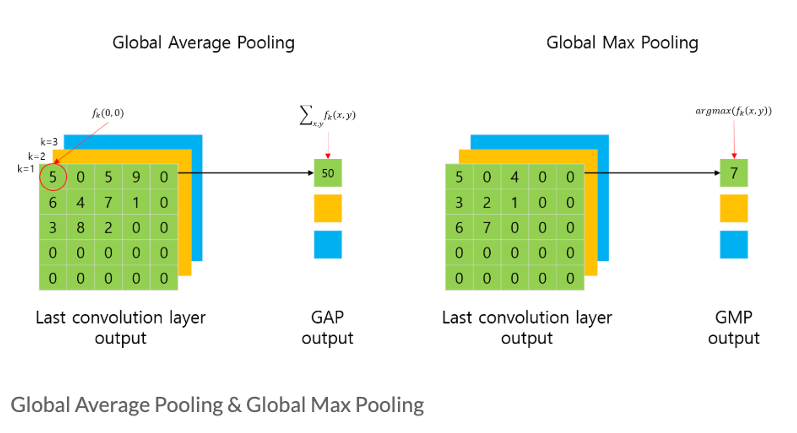 Global Average Pooling
Global Max Pooling
fₖ(0,0)
∑ₓ,ᵧ fₖ(x,y)
argmax(fₖ(x,y))
k=3
k=2
k=1
5 0 5 9 0
6 4 7 1 0
3 8 2 0 0
0 0 0 0 0
0 0 0 0 0
50
5 0 4 0 0
3 2 1 0 0
6 7 0 0 0
0 0 0 0 0
0 0 0 0 0
7
Last convolution layer
output
GAP
output
Last convolution layer
output
GMP
output
Global Average Pooling & Global Max Pooling